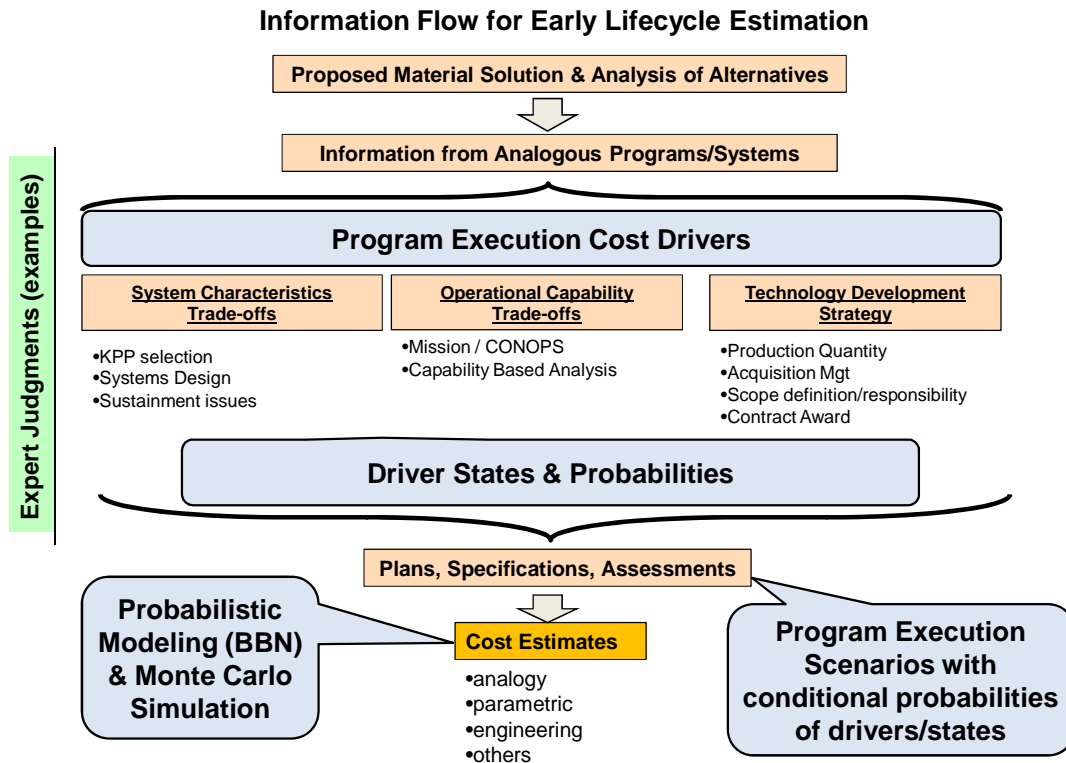 Information Flow for Early Lifecycle Estimation
Proposed Material Solution & Analysis of Alternatives
Information from Analogous Programs/Systems
Expert Judgments (examples)
Program Execution Cost Drivers
System Characteristics
Trade-offs
•KPP selection
•Systems Design
•Sustainment issues
Operational Capability
Trade-offs
•Mission / CONOPS
•Capability Based Analysis
Technology Development
Strategy
•Production Quantity
•Acquisition Mgt
•Scope definition/responsibility
•Contract Award
Driver States & Probabilities
Plans, Specifications, Assessments
Probabilistic
Modeling (BBN)
& Monte Carlo
Simulation
Cost Estimates
•analogy
•parametric
•engineering
•others
Program Execution
Scenarios with
conditional probabilities
of drivers/states